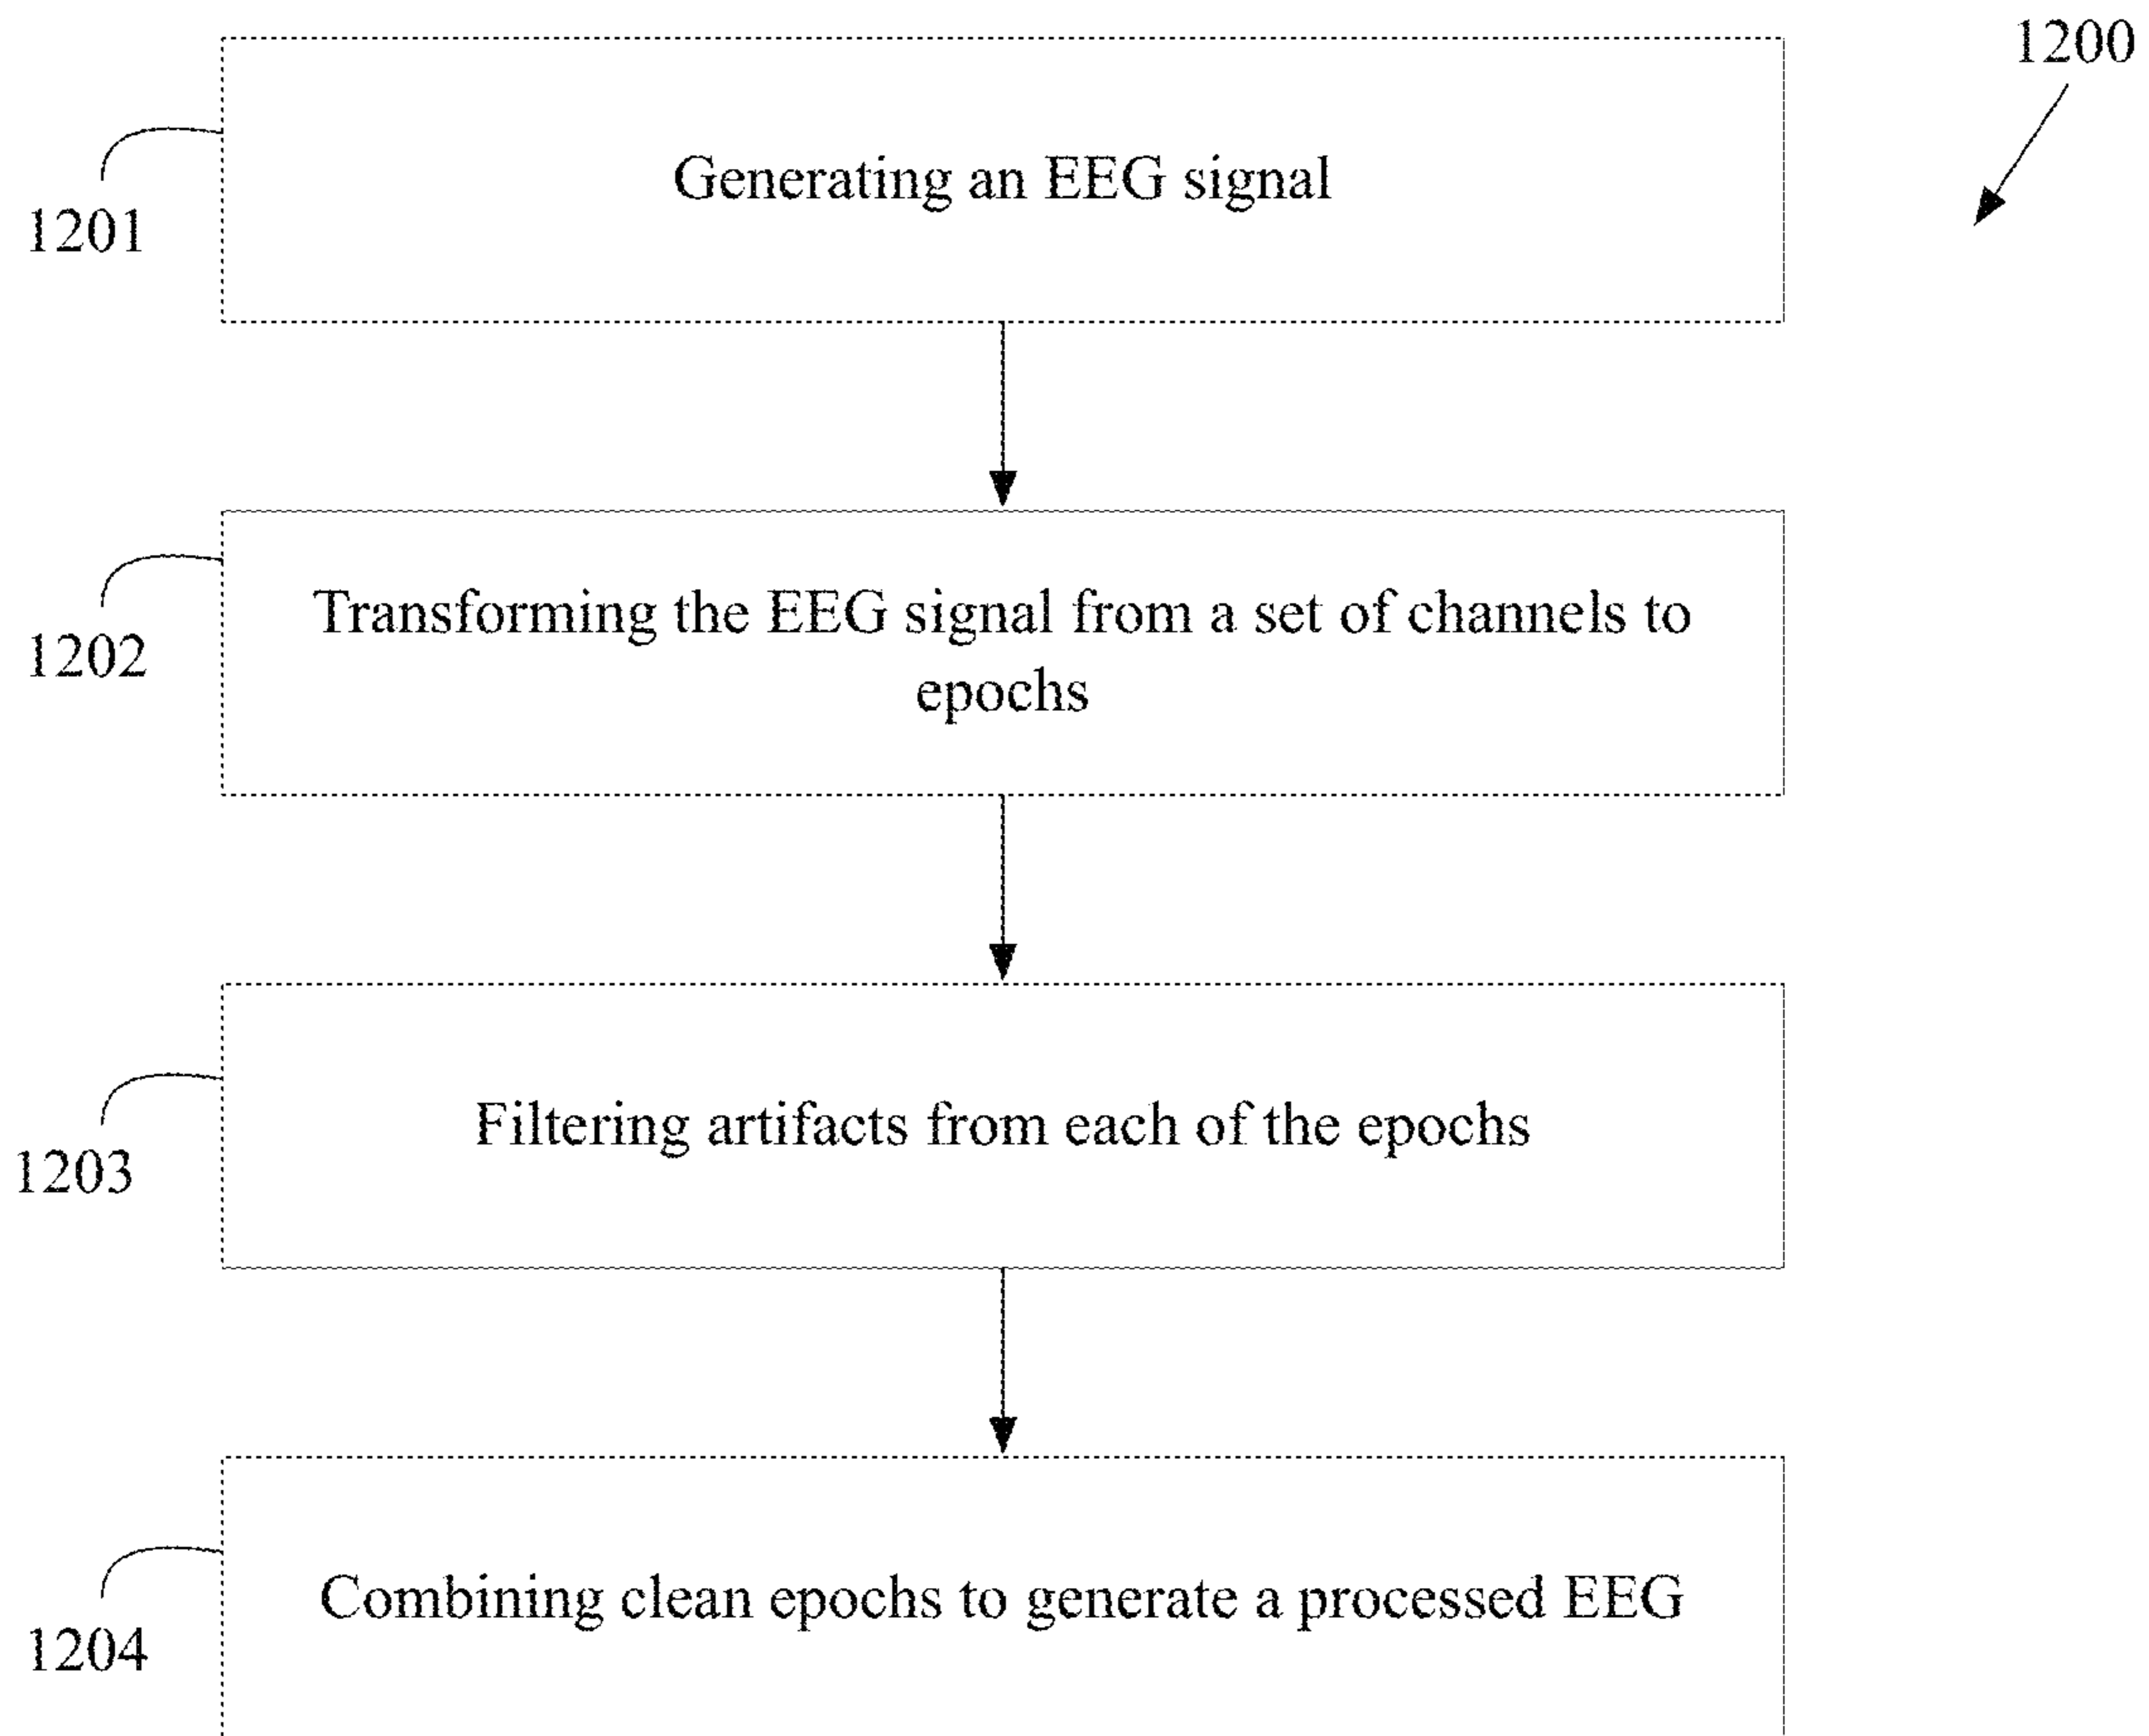 1200
Generating an EEG signal
1201
Transforming the EEG signal from a set of channels to
epochs
1202
Filtering artifacts from each of the epochs
1203
Combining clean epochs to generate a processed EEG
1204